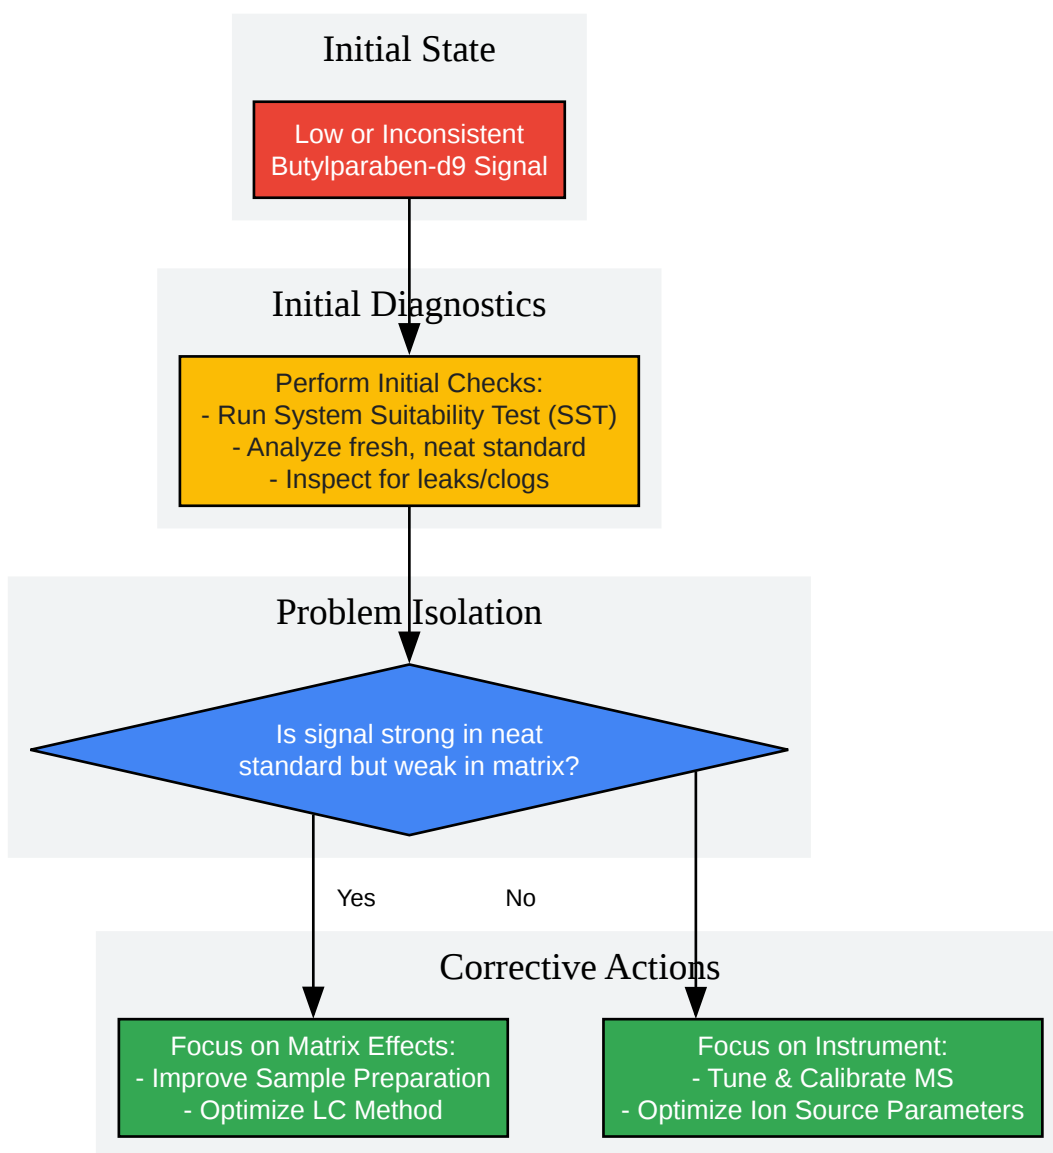 Initial State
Low or Inconsistent
Butylparaben-d9 Signal
Initial Diagnostics
Perform Initial Checks:
- Run System Suitability Test (SST)
- Analyze fresh, neat standard
- Inspect for leaks/clogs
Problem Isolation
Is signal strong in neat
standard but weak in matrix?
Yes
No
Corrective Actions
Focus on Matrix Effects:
- Improve Sample Preparation
- Optimize LC Method
Focus on Instrument:
- Tune & Calibrate MS
- Optimize Ion Source Parameters